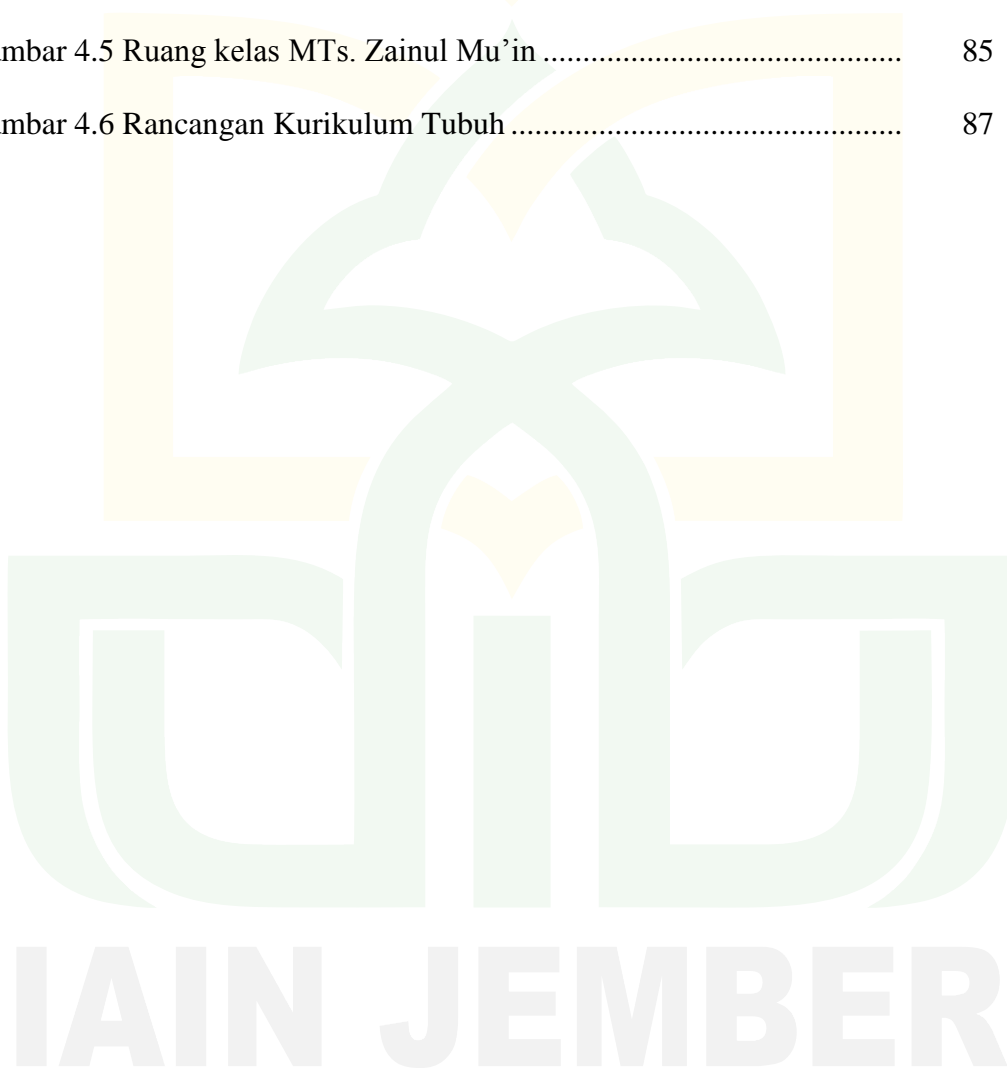 mbar 4.5 Ruang kelas MTs. Zainul Mu’in ............................................. 85
mbar 4.6 Rancangan Kurikulum Tubuh ................................................. 87
IAIN JEMBER